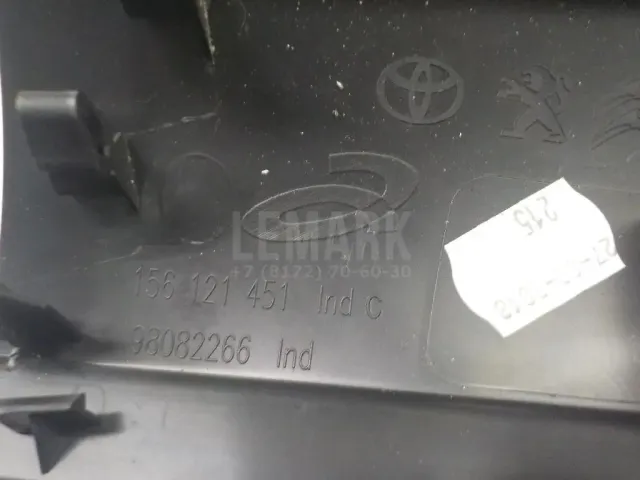 LEMARK
+7 (8172) 70-60-30
215
156 121 451 Ind C
98082266 Ind